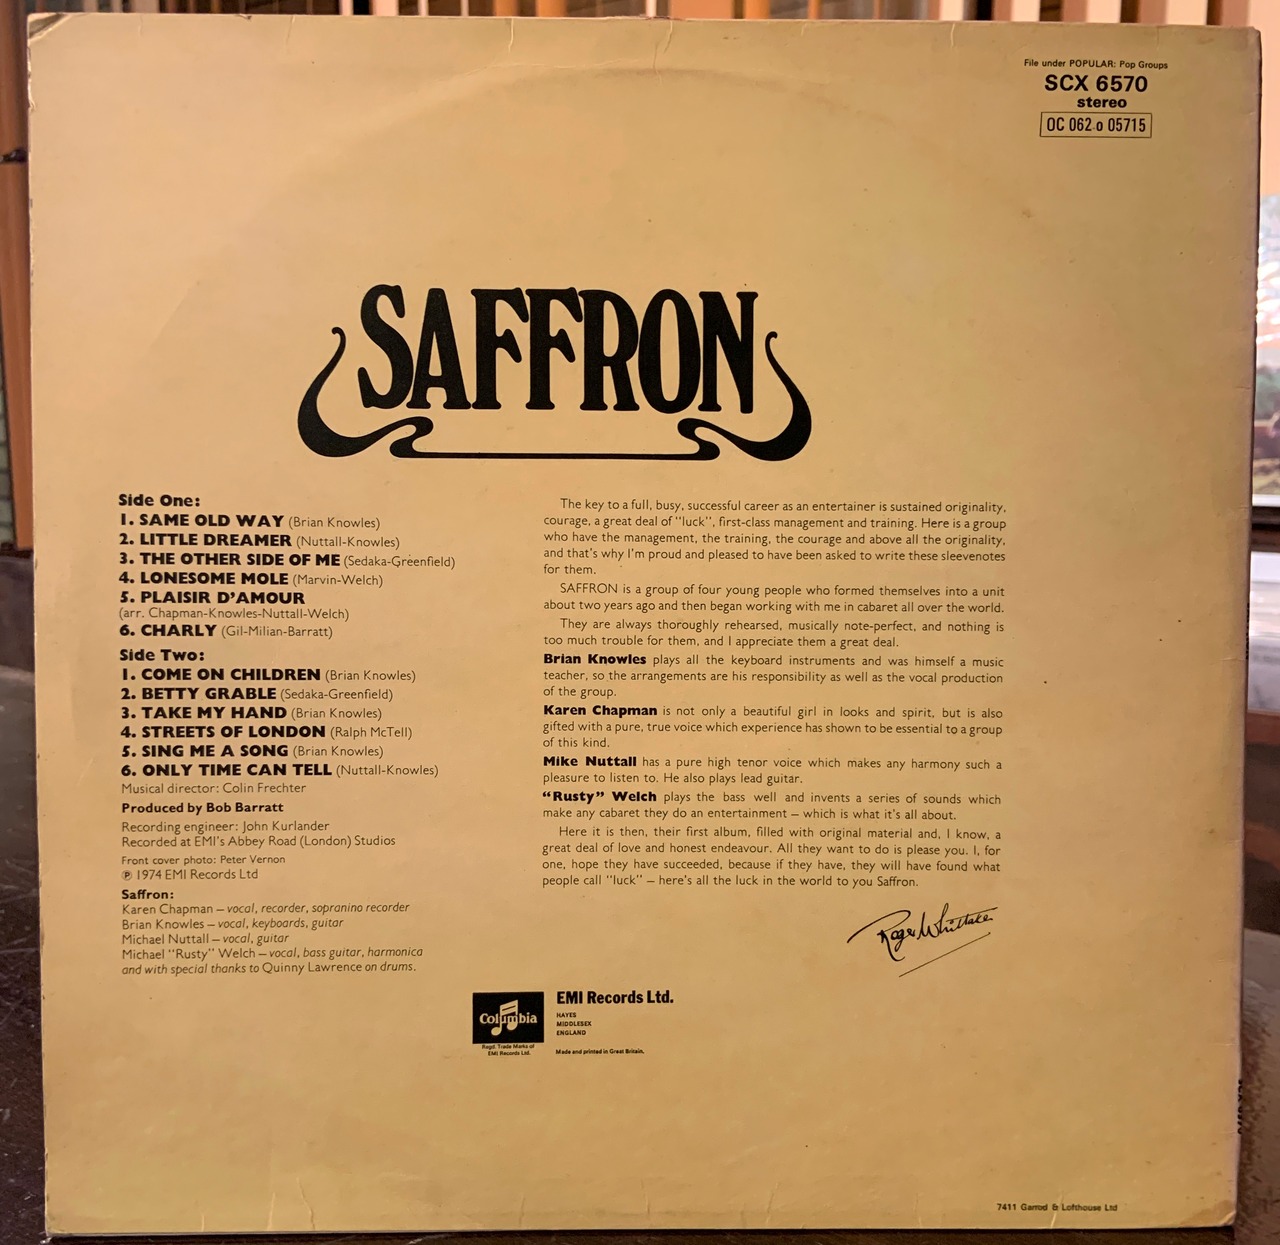 File under POPULAR: Pop Groups
SCX 6570
stereo
OC 062 o 05715
SAFFRON
Side One:
1. SAME OLD WAY (Brian Knowles)
2. LITTLE DREAMER (Nuttall-Knowles)
3. THE OTHER SIDE OF ME (Sedaka-Greenfield)
4. LONESOME MOLE (Marvin-Welch)
5. PLAISIR D'AMOUR
(arr. Chapman-Knowles-Nuttall-Welch)
6. CHARLY (Gil-Milian-Barratt)
Side Two:
1. COME ON CHILDREN (Brian Knowles)
2. BETTY GRABLE (Sedaka-Greenfield)
3. TAKE MY HAND (Brian Knowles)
4. STREETS OF LONDON (Ralph McTell)
5. SING ME A SONG (Brian Knowles)
6. ONLY TIME CAN TELL (Nuttall-Knowles)
Musical director: Colin Frechter
Produced by Bob Barratt
Recording engineer: John Kurlander
Recorded at EMI's Abbey Road (London) Studios
Front cover photo: Peter Vernon
℗ 1974 EMI Records Ltd
Saffron:
Karen Chapman – vocal, recorder, sopranino recorder
Brian Knowles – vocal, keyboards, guitar
Michael Nuttall – vocal, guitar
Michael "Rusty" Welch – vocal, bass guitar, harmonica
and with special thanks to Quinny Lawrence on drums.
The key to a full, busy, successful career as an entertainer is sustained originality,
courage, a great deal of "luck", first-class management and training. Here is a group
who have the management, the training, the courage and above all the originality,
and that's why I'm proud and pleased to have been asked to write these sleevenotes
for them.
SAFFRON is a group of four young people who formed themselves into a unit
about two years ago and then began working with me in cabaret all over the world.
They are always thoroughly rehearsed, musically note-perfect, and nothing is
too much trouble for them, and I appreciate them a great deal.
Brian Knowles plays all the keyboard instruments and was himself a music
teacher, so the arrangements are his responsibility as well as the vocal production
of the group.
Karen Chapman is not only a beautiful girl in looks and spirit, but is also
gifted with a pure, true voice which experience has shown to be essential to a group
of this kind.
Mike Nuttall has a pure high tenor voice which makes any harmony such a
pleasure to listen to. He also plays lead guitar.
"Rusty" Welch plays the bass well and invents a series of sounds which
make any cabaret they do an entertainment – which is what it's all about.
Here it is then, their first album, filled with original material and, I know, a
great deal of love and honest endeavour. All they want to do is please you. I, for
one, hope they have succeeded, because if they have, they will have found what
people call "luck" – here's all the luck in the world to you Saffron.
Roger Whittaker
Columbia
Regd. Trade Marks of
EMI Records Ltd.
EMI Records Ltd.
HAYES
MIDDLESEX
ENGLAND
Made and printed in Great Britain.
7411 Garrod & Lofthouse Ltd